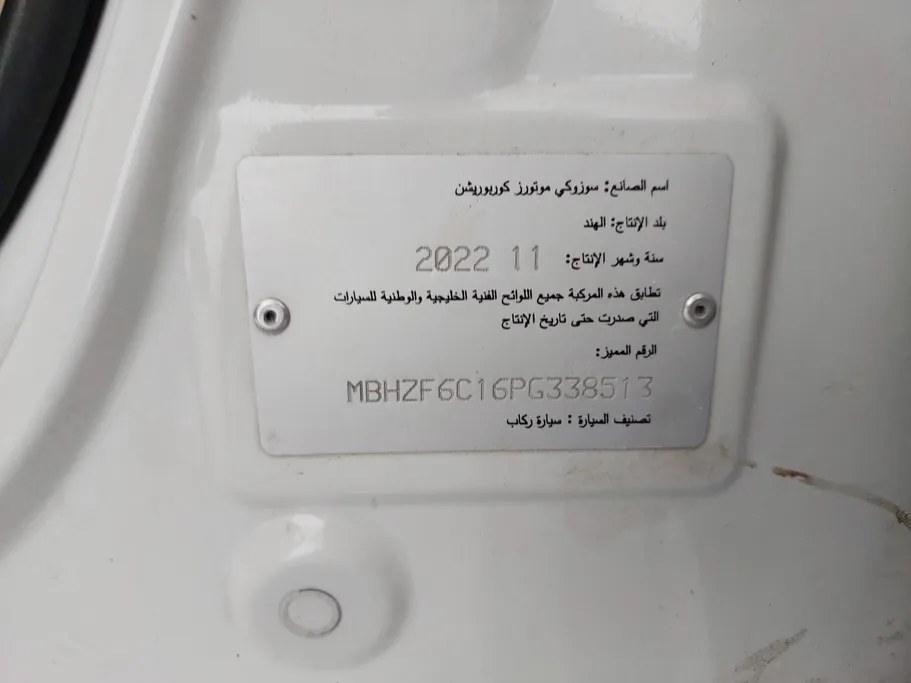 اسم الصانع: سوزوكي موتورز كوربوريشن
بلد الإنتاج: الهند
سنة وشهر الإنتاج: 11 2022
تطابق هذه المركبة جميع اللوائح الفنية الخليجية والوطنية للسيارات
التي صدرت حتى تاريخ الإنتاج
الرقم المميز:
MBHZF6C16PG338513
تصنيف السيارة : سيارة ركاب